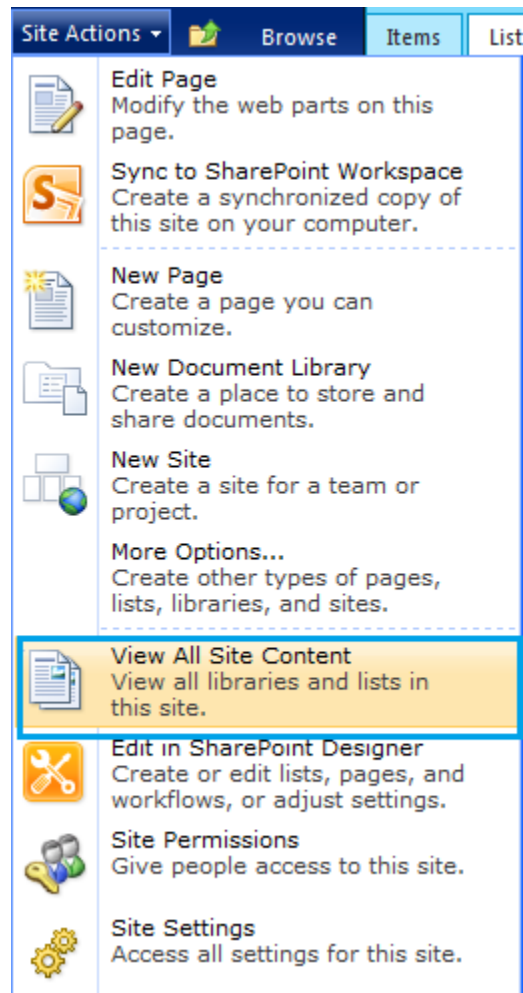 Site Actions Browse Items List
Edit Page
Modify the web parts on this
page.
Sync to SharePoint Workspace
Create a synchronized copy of
this site on your computer.
New Page
Create a page you can
customize.
New Document Library
Create a place to store and
share documents.
New Site
Create a site for a team or
project.
More Options...
Create other types of pages,
lists, libraries, and sites.
View All Site Content
View all libraries and lists in
this site.
Edit in SharePoint Designer
Create or edit lists, pages, and
workflows, or adjust settings.
Site Permissions
Give people access to this site.
Site Settings
Access all settings for this site.